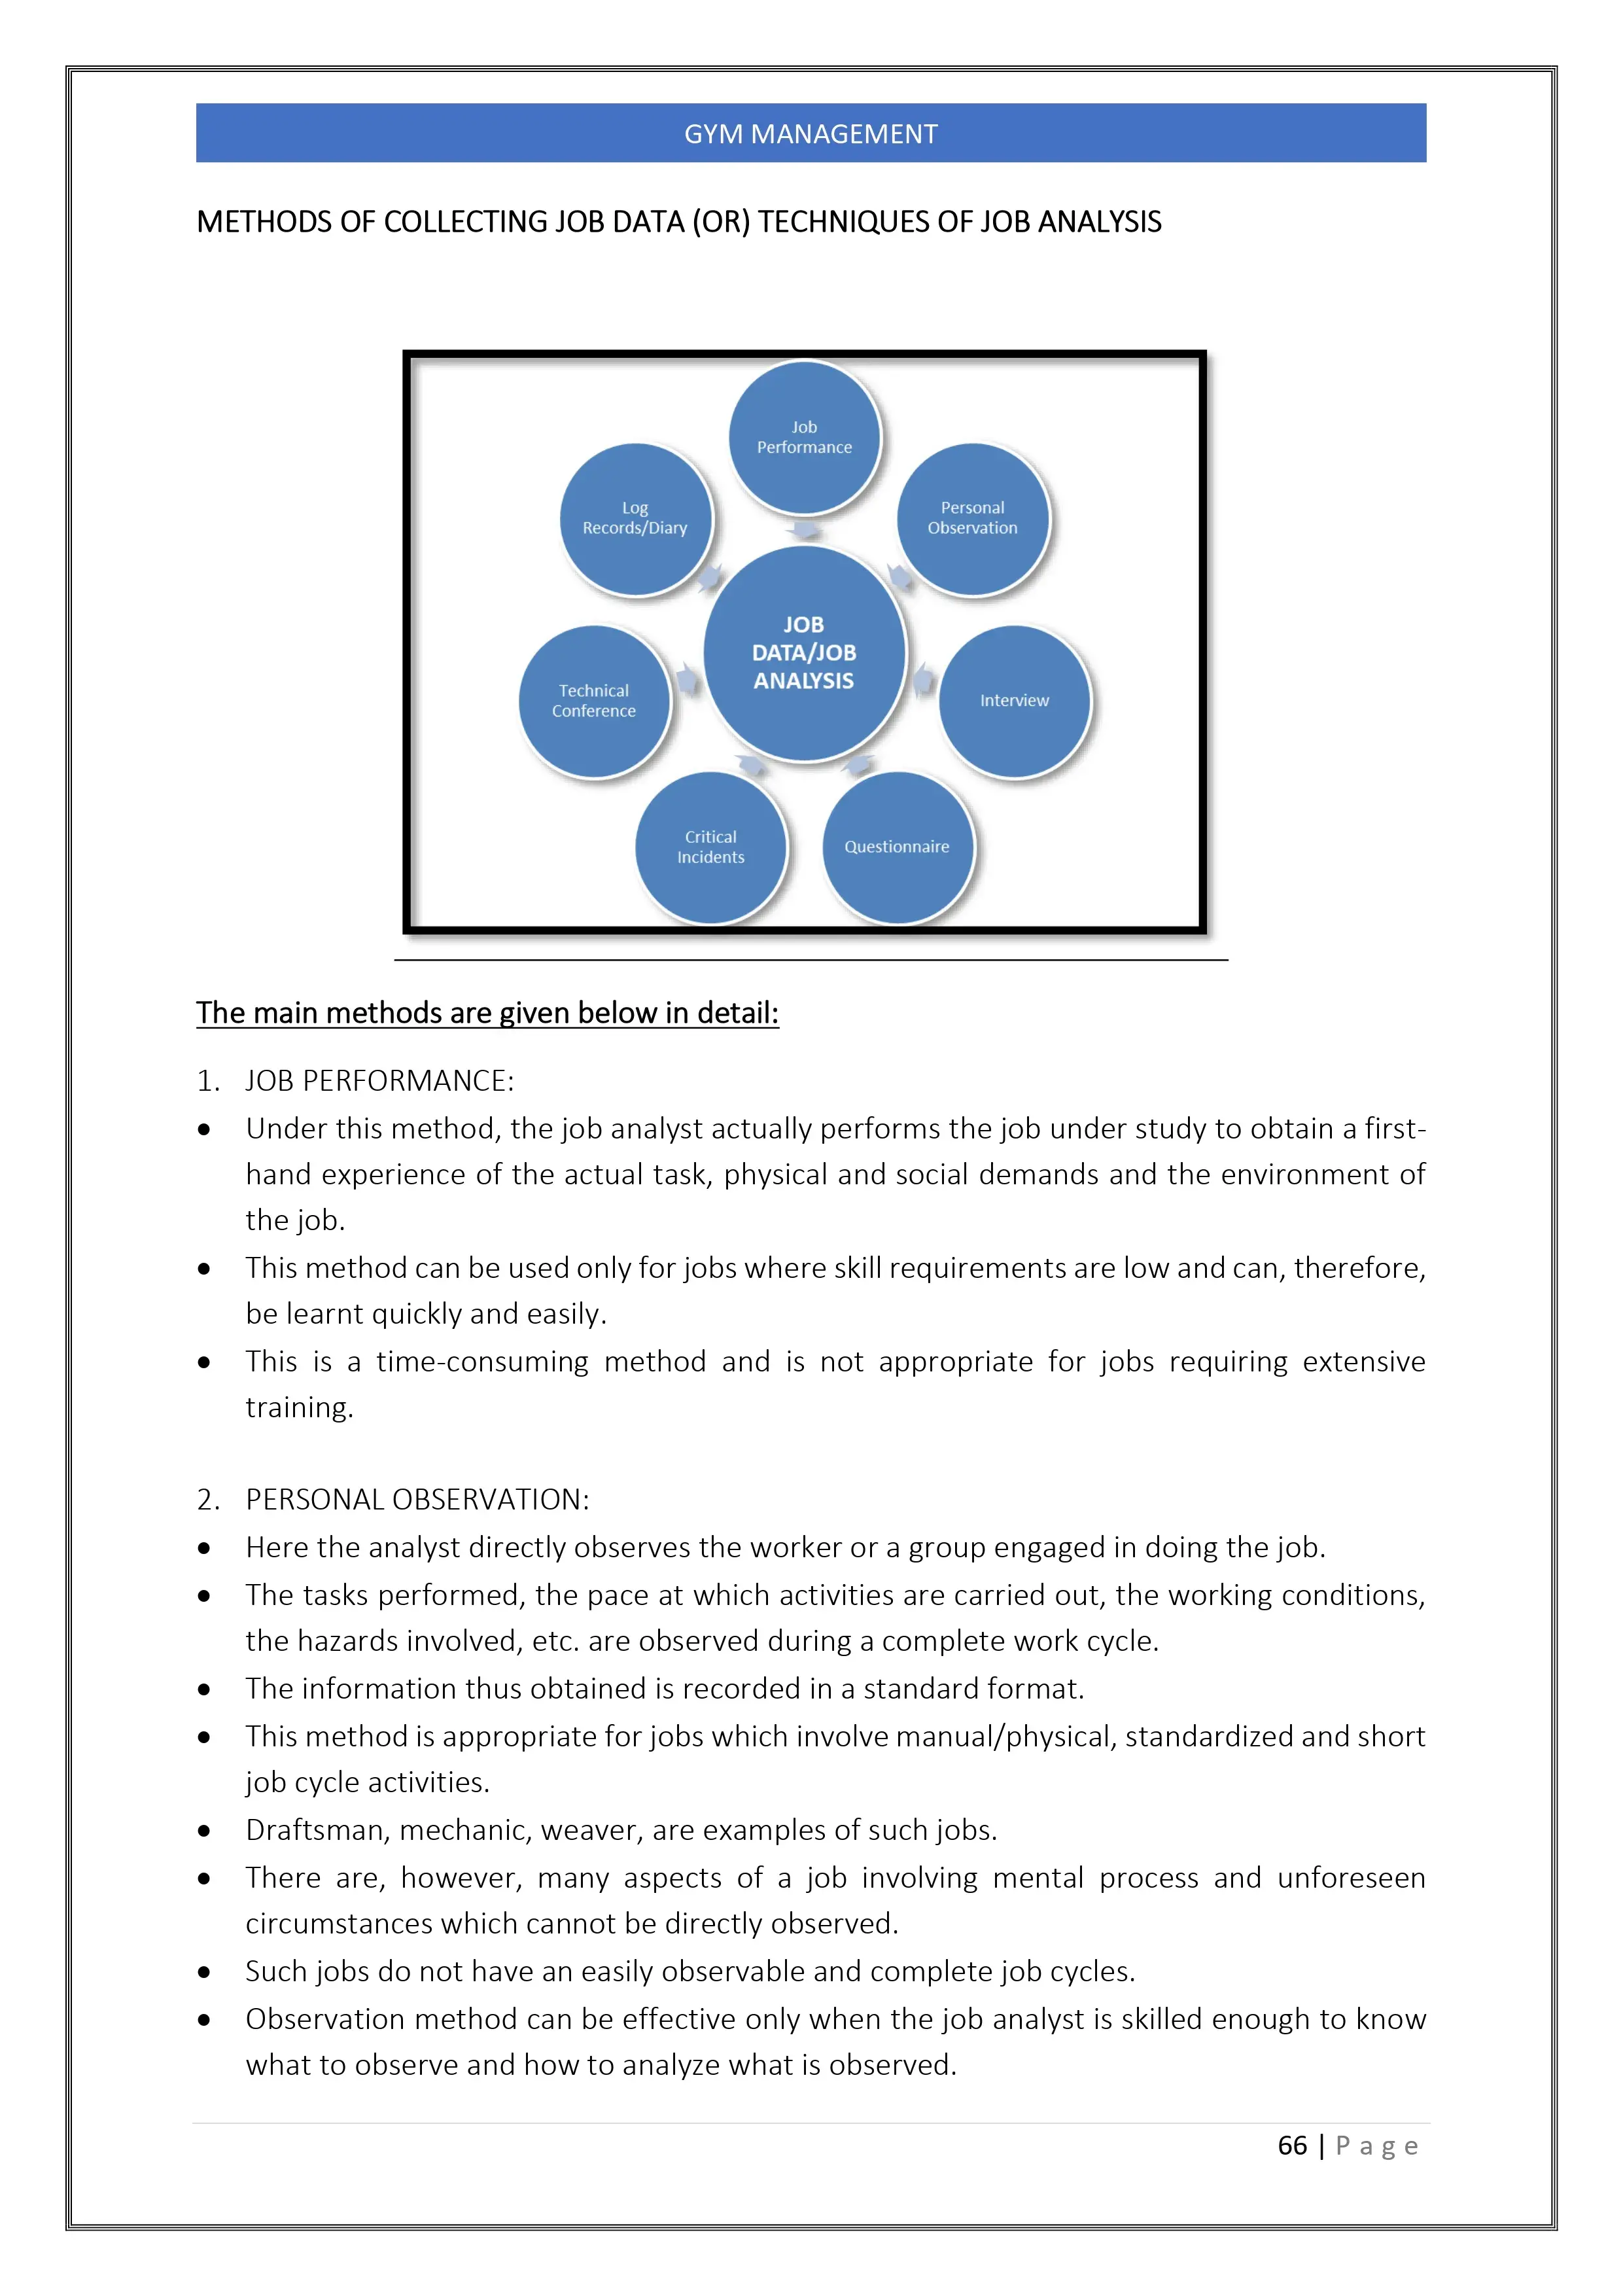 GYM MANAGEMENT
METHODS OF COLLECTING JOB DATA (OR) TECHNIQUES OF JOB ANALYSIS
Job
Performance
Personal
Observation
Interview
Questionnaire
Critical
Incidents
Technical
Conference
Log
Records/Diary
JOB
DATA/JOB
ANALYSIS
The main methods are given below in detail:
1. JOB PERFORMANCE:
• Under this method, the job analyst actually performs the job under study to obtain a first-
hand experience of the actual task, physical and social demands and the environment of
the job.
• This method can be used only for jobs where skill requirements are low and can, therefore,
be learnt quickly and easily.
• This is a time-consuming method and is not appropriate for jobs requiring extensive
training.
2. PERSONAL OBSERVATION:
• Here the analyst directly observes the worker or a group engaged in doing the job.
• The tasks performed, the pace at which activities are carried out, the working conditions,
the hazards involved, etc. are observed during a complete work cycle.
• The information thus obtained is recorded in a standard format.
• This method is appropriate for jobs which involve manual/physical, standardized and short
job cycle activities.
• Draftsman, mechanic, weaver, are examples of such jobs.
• There are, however, many aspects of a job involving mental process and unforeseen
circumstances which cannot be directly observed.
• Such jobs do not have an easily observable and complete job cycles.
• Observation method can be effective only when the job analyst is skilled enough to know
what to observe and how to analyze what is observed.
66 | Page